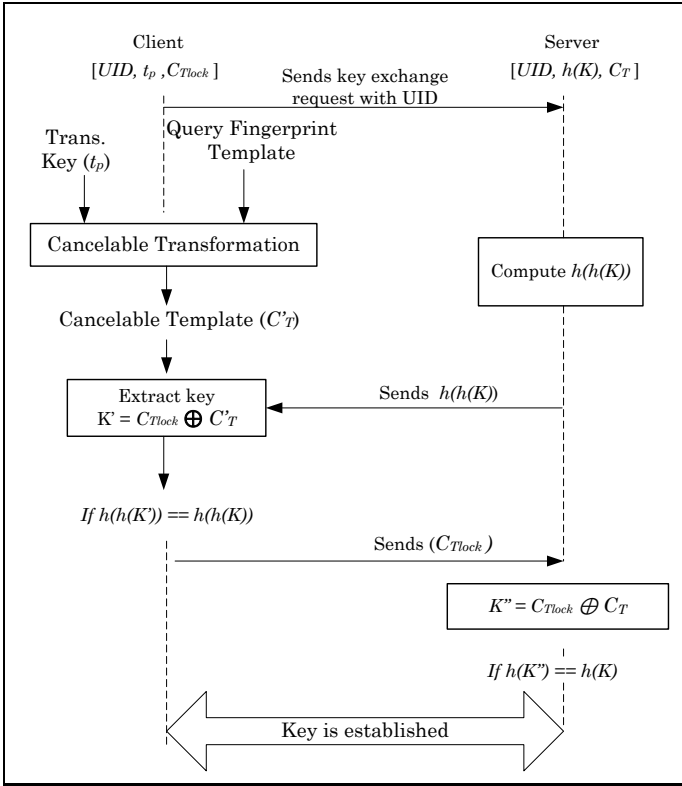 Client
Server
[UID, tp ,CTlock ]
[UID, h(K), CT ]
Sends key exchange
request with UID
Trans.
Key (tp)
Query Fingerprint
Template
Cancelable Transformation
Compute h(h(K))
Cancelable Template (C'T)
Extract key
K' = CTlock ⊕ C'T
Sends h(h(K))
If h(h(K')) == h(h(K))
Sends (CTlock )
K” = CTlock ⊕ CT
If h(K”) == h(K)
Key is established